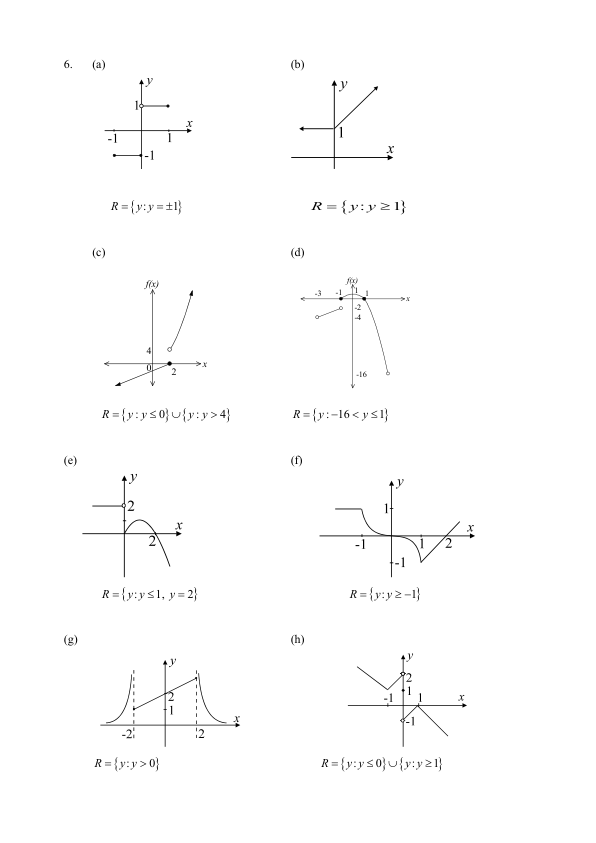 6. (a) (b)
y y
1
x
-1 1
-1
1
x
R = {y : y = ±1} R = {y : y ≥ 1}
(c) (d)
f(x) f(x)
-3 -1 1 1 x
-2
-4
4
0 2 x
-16
R = {y : y ≤ 0} ∪ {y : y > 4} R = {y : −16 < y ≤ 1}
(e) (f)
y y
2 1
x x
2 -1 1 2
-1
R = {y : y ≤ 1, y = 2} R = {y : y ≥ −1}
(g) (h)
y y
2 2
1 -1 1 1 x
x
-2 2 -1
R = {y : y > 0} R = {y : y ≤ 0} ∪ {y : y ≥ 1}